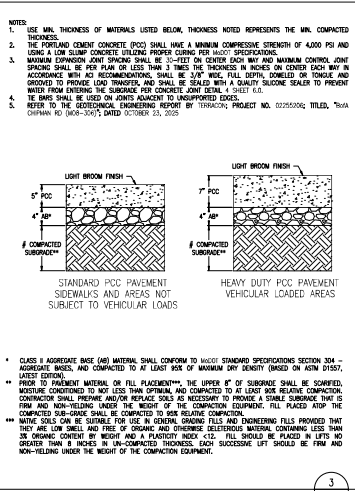 NOTES:
1. USE MIN. THICKNESS OF MATERIALS LISTED BELOW, THICKNESS NOTED REPRESENTS THE MIN. COMPACTED
THICKNESS.
2. THE PORTLAND CEMENT CONCRETE (PCC) SHALL HAVE A MINIMUM COMPRESSIVE STRENGTH OF 4,000 PSI AND
USING A LOW SLUMP CONCRETE UTILIZING PROPER CURING PER MoDOT SPECIFICATIONS.
3. MAXIMUM EXPANSION JOINT SPACING SHALL BE 30-FEET ON CENTER EACH WAY AND MAXIMUM CONTROL JOINT
SPACING SHALL BE PER PLAN OR LESS THAN 3 TIMES THE THICKNESS IN INCHES ON CENTER EACH WAY IN
ACCORDANCE WITH ACI RECOMMENDATIONS, SHALL BE 3/8" WIDE, FULL DEPTH, DOWELED OR TONGUE AND
GROOVED TO PROVIDE LOAD TRANSFER, AND SHALL BE SEALED WITH A QUALITY SILICONE SEALER TO PREVENT
WATER FROM ENTERING THE SUBGRADE PER CONCRETE JOINT DETAIL 4 SHEET 6.0.
4. TIE BARS SHALL BE USED ON JOINTS ADJACENT TO UNSUPPORTED EDGES.
5. REFER TO THE GEOTECHNICAL ENGINEERING REPORT BY TERRACON; PROJECT NO. 02255206; TITLED, "BofA
CHIPMAN RD (MO8-306)"; DATED OCTOBER 23, 2025
LIGHT BROOM FINISH
5" PCC
4" AB*
# COMPACTED
SUBGRADE**
STANDARD PCC PAVEMENT
SIDEWALKS AND AREAS NOT
SUBJECT TO VEHICULAR LOADS
LIGHT BROOM FINISH
7" PCC
4" AB*
# COMPACTED
SUBGRADE**
HEAVY DUTY PCC PAVEMENT
VEHICULAR LOADED AREAS
* CLASS II AGGREGATE BASE (AB) MATERIAL SHALL CONFORM TO MoDOT STANDARD SPECIFICATIONS SECTION 304 –
AGGREGATE BASES, AND COMPACTED TO AT LEAST 95% OF MAXIMUM DRY DENSITY (BASED ON ASTM D1557,
LATEST EDITION).
** PRIOR TO PAVEMENT MATERIAL OR FILL PLACEMENT***, THE UPPER 8" OF SUBGRADE SHALL BE SCARIFIED,
MOISTURE CONDITIONED TO NOT LESS THAN OPTIMUM, AND COMPACTED TO AT LEAST 90% RELATIVE COMPACTION.
CONTRACTOR SHALL PREPARE AND/OR REPLACE SOILS AS NECESSARY TO PROVIDE A STABLE SUBGRADE THAT IS
FIRM AND NON-YIELDING UNDER THE WEIGHT OF THE COMPACTION EQUIPMENT. FILL PLACED ATOP THE
COMPACTED SUB-GRADE SHALL BE COMPACTED TO 95% RELATIVE COMPACTION.
*** NATIVE SOILS CAN BE SUITABLE FOR USE IN GENERAL GRADING FILLS AND ENGINEERING FILLS PROVIDED THAT
THEY ARE LOW SWELL AND FREE OF ORGANIC AND OTHERWISE DELETERIOUS MATERIAL CONTAINING LESS THAN
3% ORGANIC CONTENT BY WEIGHT AND A PLASTICITY INDEX <12. FILL SHOULD BE PLACED IN LIFTS NO
GREATER THAN 8 INCHES IN UN-COMPACTED THICKNESS. EACH SUCCESSIVE LIFT SHOULD BE FIRM AND
NON-YIELDING UNDER THE WEIGHT OF THE COMPACTION EQUIPMENT.
3